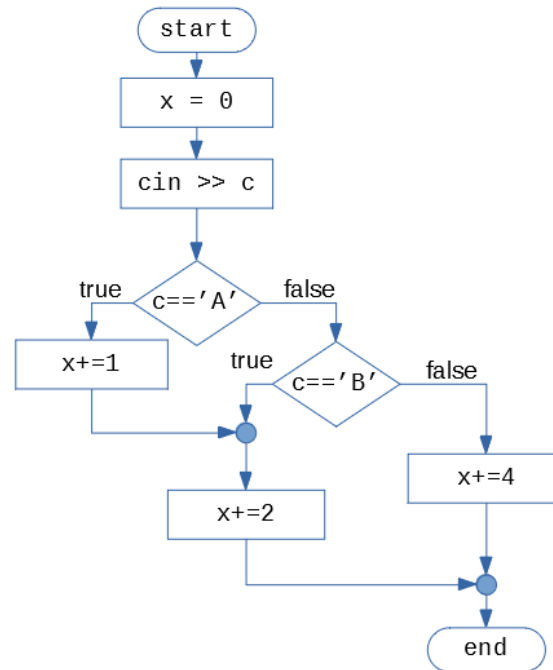 start
x = 0
cin >> c
true
c==’A’
false
x+=1
true
c==’B’
false
x+=2
x+=4
end